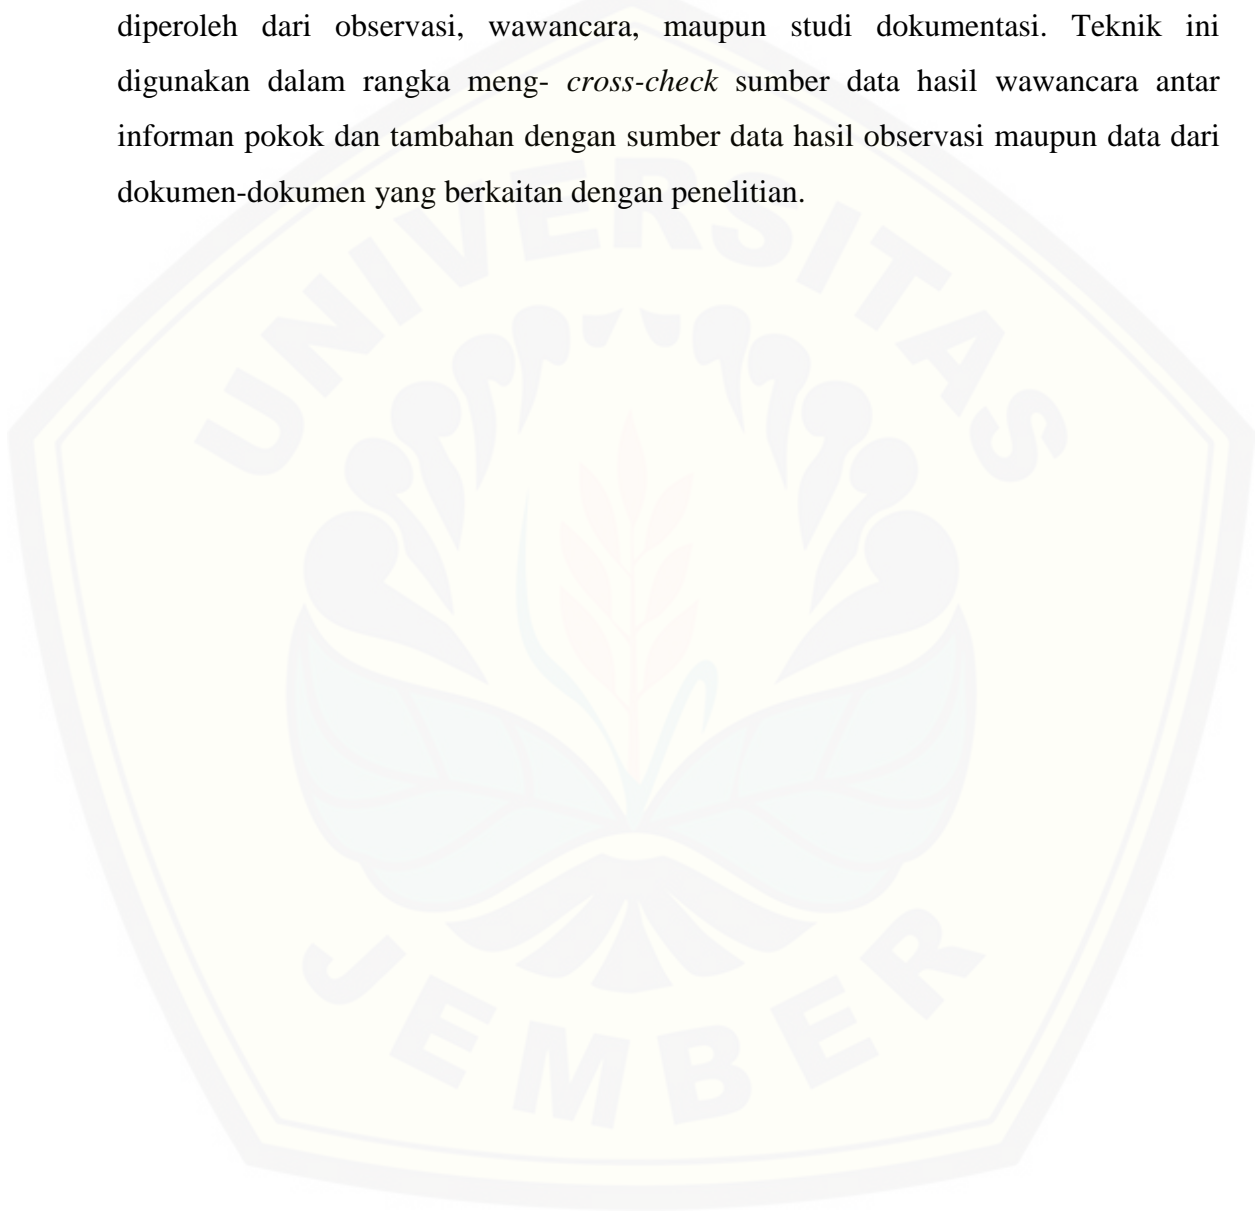 diperoleh dari observasi, wawancara, maupun studi dokumentasi. Teknik ini
digunakan dalam rangka meng- cross-check sumber data hasil wawancara antar
informan pokok dan tambahan dengan sumber data hasil observasi maupun data dari
dokumen-dokumen yang berkaitan dengan penelitian.
UNIVERSITAS
JEMBER